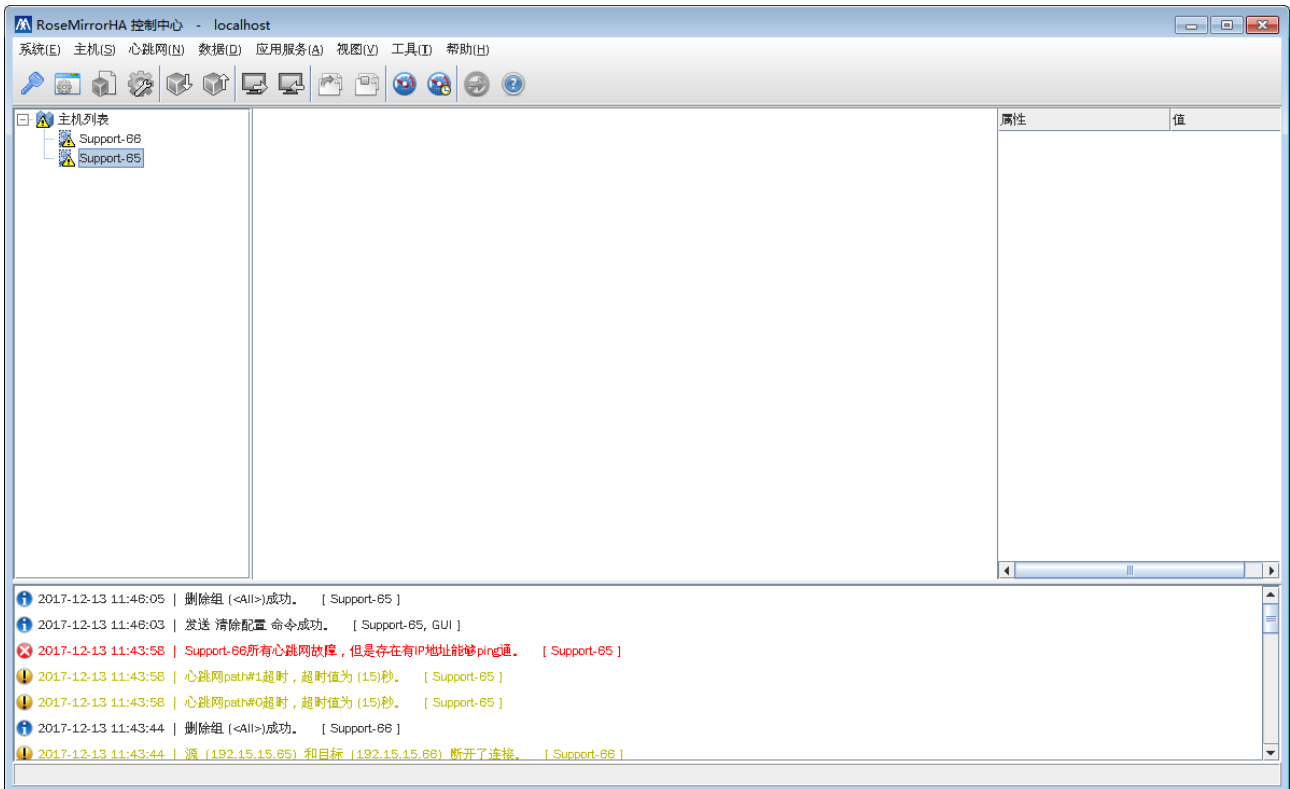 RoseMirrorHA 控制中心 - localhost
系统(E) 主机(S) 心跳网(N) 数据(D) 应用服务(A) 视图(V) 工具(T) 帮助(H)
主机列表
Support-66
Support-65
属性 值
2017-12-13 11:46:05 | 删除组 (<All>)成功。 [ Support-65 ]
2017-12-13 11:46:03 | 发送 清除配置 命令成功。 [ Support-65, GUI ]
2017-12-13 11:43:58 | Support-66所有心跳网故障，但是存在有IP地址能够ping通。 [ Support-65 ]
2017-12-13 11:43:58 | 心跳网path#1超时，超时值为 (15)秒。 [ Support-65 ]
2017-12-13 11:43:58 | 心跳网path#0超时，超时值为 (15)秒。 [ Support-65 ]
2017-12-13 11:43:44 | 删除组 (<All>)成功。 [ Support-66 ]
2017-12-13 11:43:44 | 源 (192.15.15.65) 和目标 (192.15.15.66) 断开了连接。 [ Support-66 ]